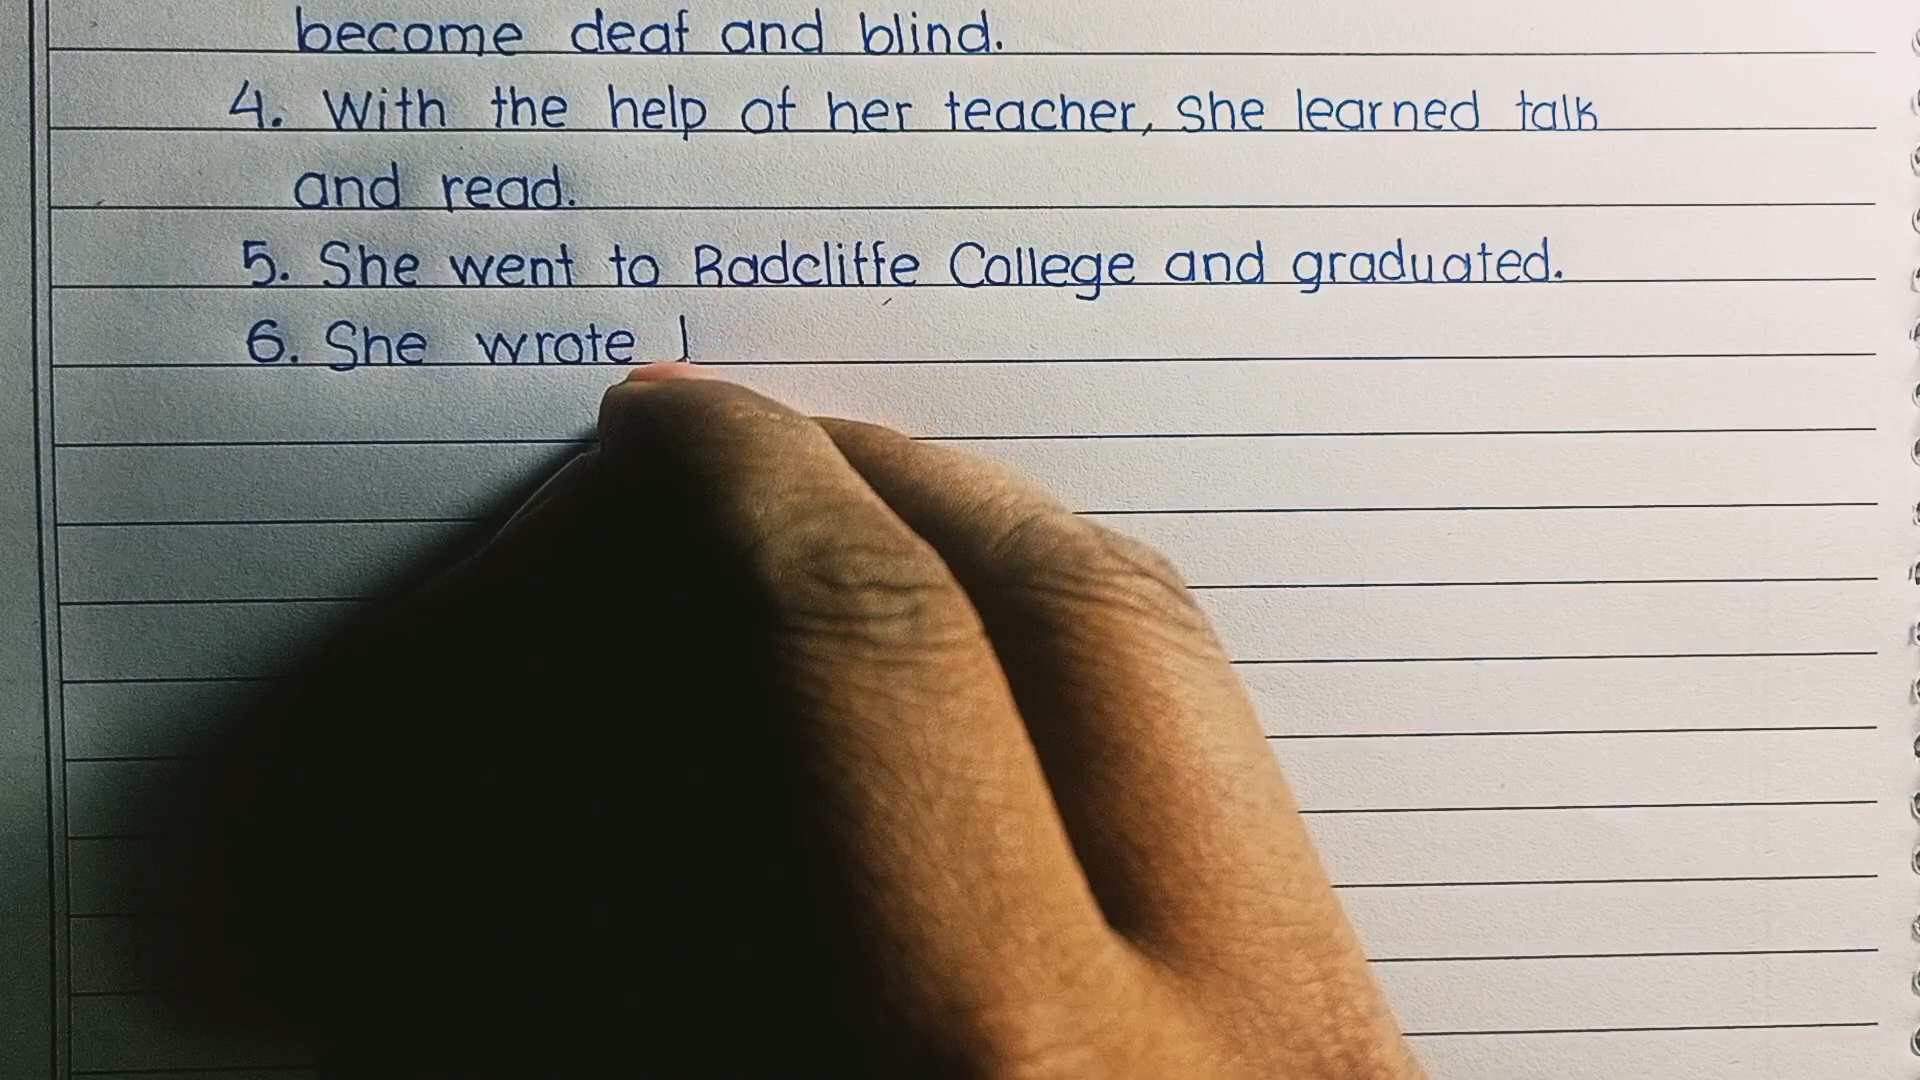 become deaf and blind.
4. With the help of her teacher, she learned talk
and read.
5. She went to Radcliffe College and graduated.
6. She wrote